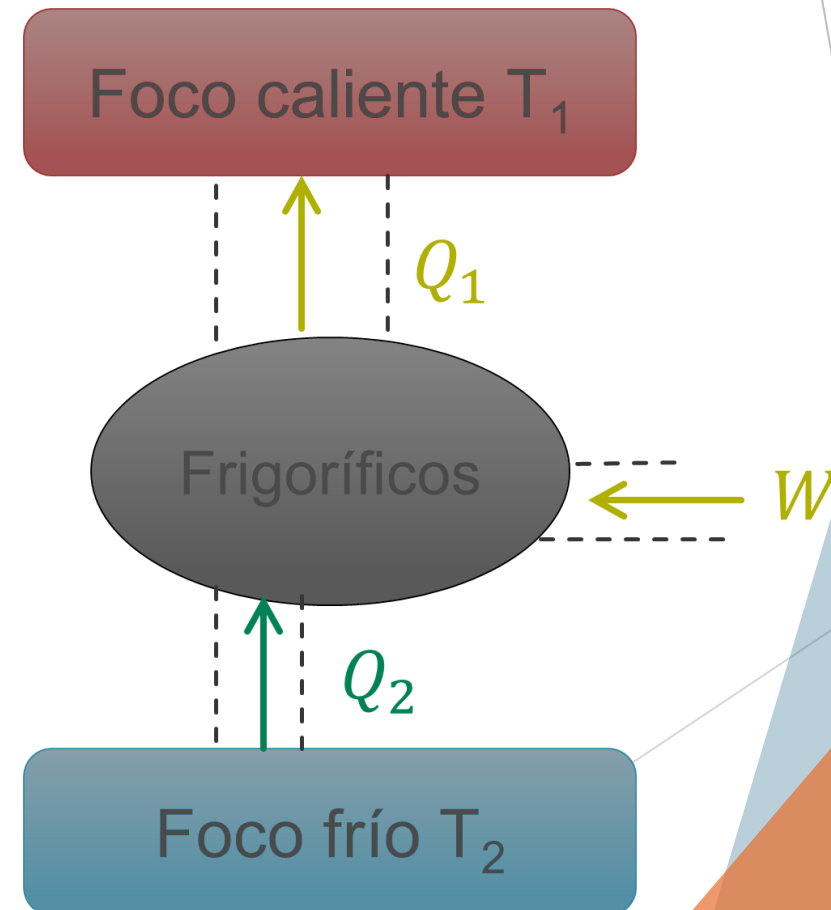 Foco caliente T₁
Q₁
Frigoríficos
W
Q₂
Foco frío T₂